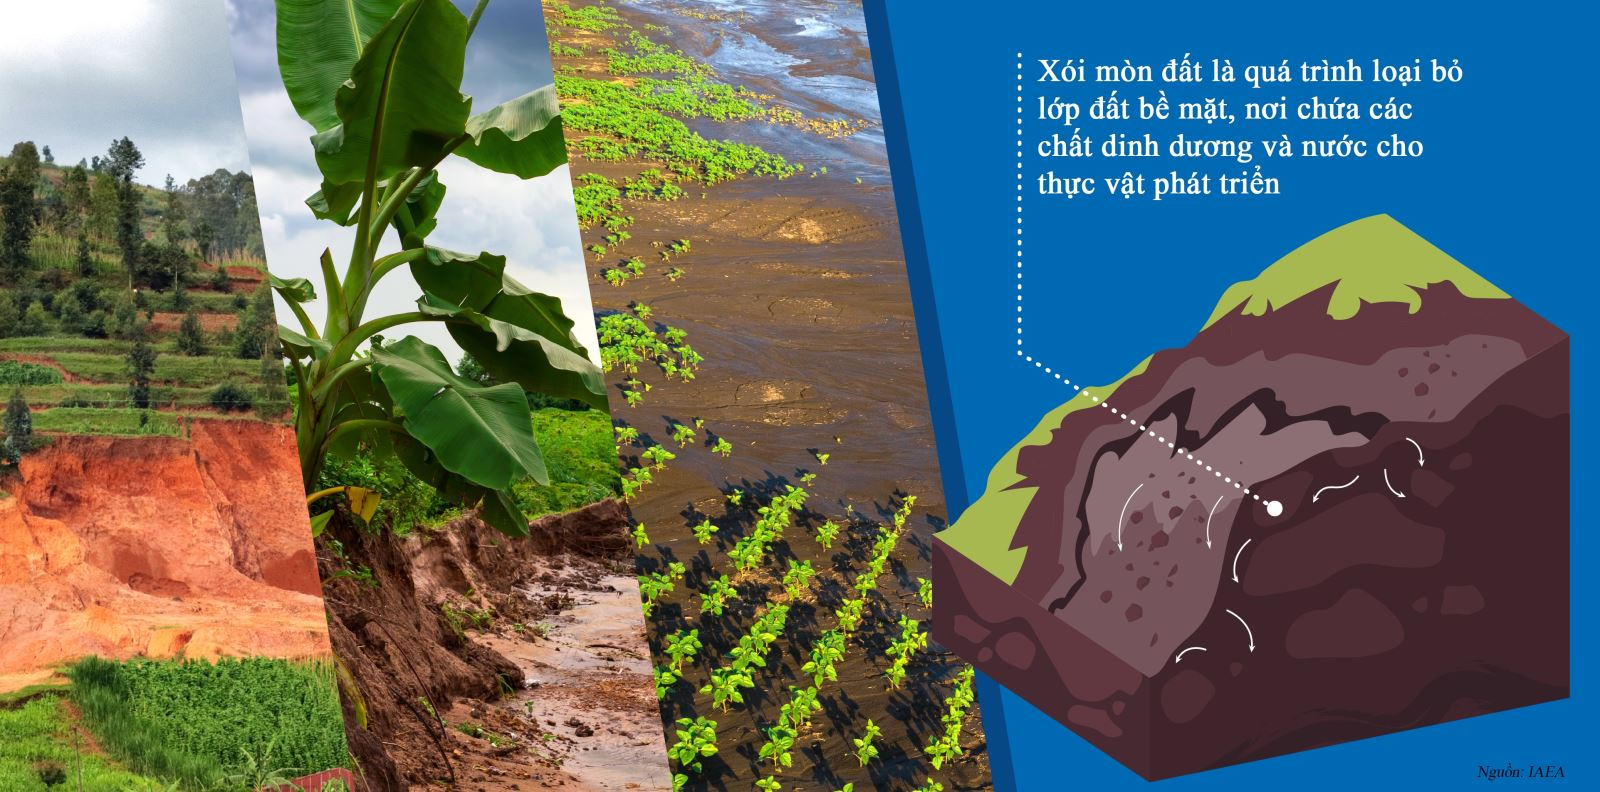 Xói mòn đất là quá trình loại bỏ
lớp đất bề mặt, nơi chứa các
chất dinh dương và nước cho
thực vật phát triển
Nguồn: IAEA